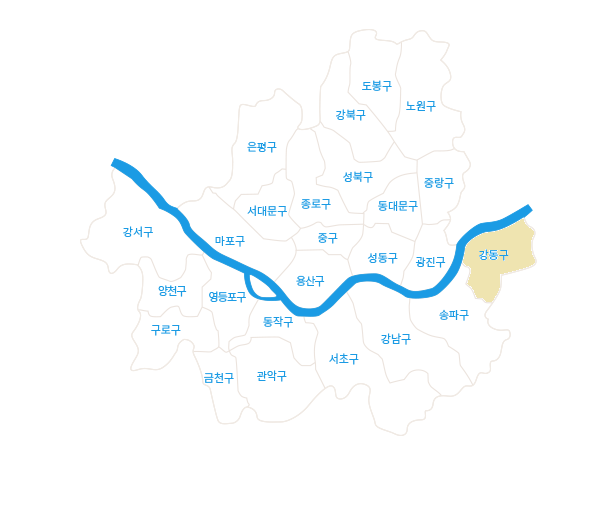 도봉구
노원구
강북구
은평구
성북구
중랑구
종로구
동대문구
서대문구
강서구
마포구
중구
성동구
광진구
강동구
용산구
양천구
영등포구
송파구
동작구
구로구
강남구
서초구
관악구
금천구